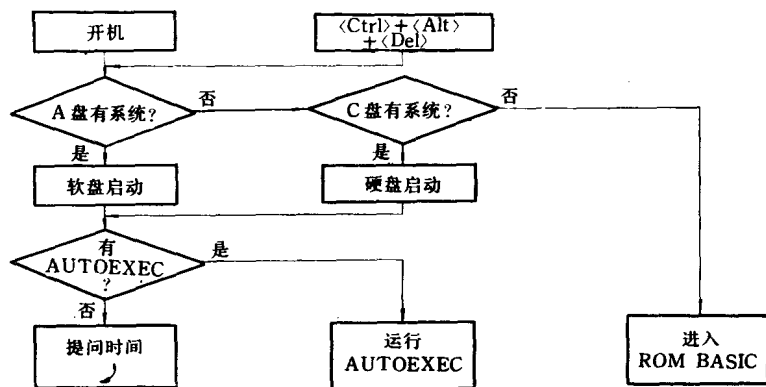 开机
〈Ctrl〉+〈Alt〉
+〈Del〉
A盘有系统?
否
C盘有系统?
否
是
是
软盘启动
硬盘启动
有
AUTOEXEC
?
是
否
提问时间
运行
AUTOEXEC
进入
ROM BASIC